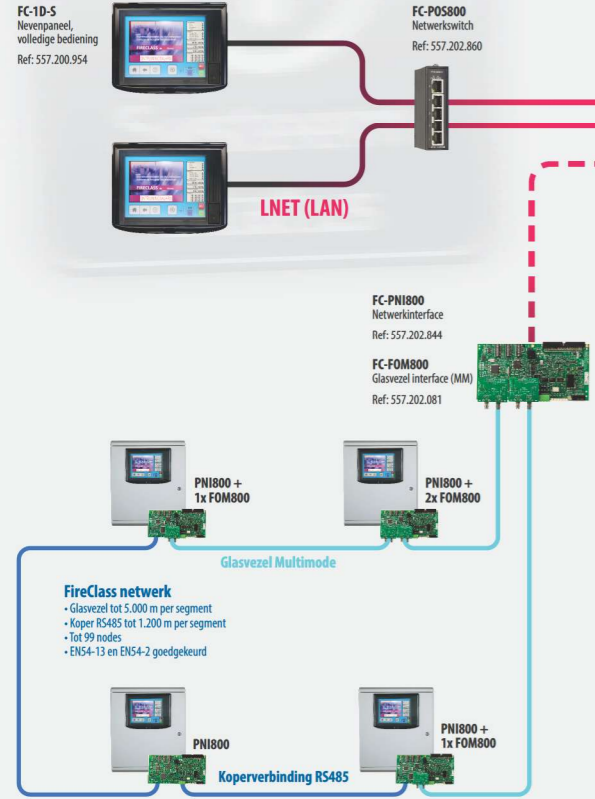 FC-1D-S
Nevenpaneel,
volledige bediening
Ref: 557.200.954
FC-POS800
Netwerkswitch
Ref: 557.202.860
LNET (LAN)
FC-PNI800
Netwerkinterface
Ref: 557.202.844
FC-FOM800
Glasvezel interface (MM)
Ref: 557.202.081
PNI800 +
1x FOM800
PNI800 +
2x FOM800
Glasvezel Multimode
FireClass netwerk
• Glasvezel tot 5.000 m per segment
• Koper RS485 tot 1.200 m per segment
• Tot 99 nodes
• EN54-13 en EN54-2 goedgekeurd
PNI800
Koperverbinding RS485
PNI800 +
1x FOM800